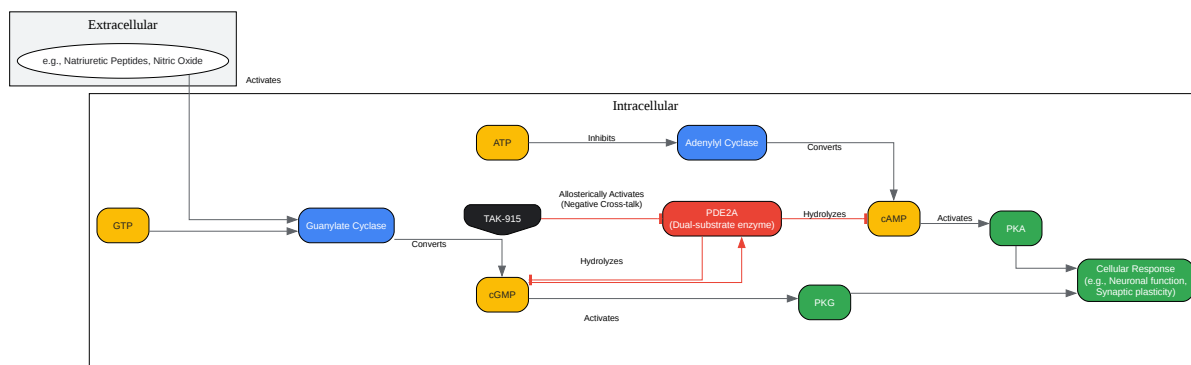 Extracellular
e.g., Natriuretic Peptides, Nitric Oxide
Activates
Intracellular
ATP
Inhibits
Adenylyl Cyclase
Converts
GTP
Guanylate Cyclase
Converts
TAK-915
Allosterically Activates
(Negative Cross-talk)
PDE2A
(Dual-substrate enzyme)
Hydrolyzes
cAMP
Activates
PKA
Hydrolyzes
cGMP
Activates
PKG
Cellular Response
(e.g., Neuronal function,
Synaptic plasticity)